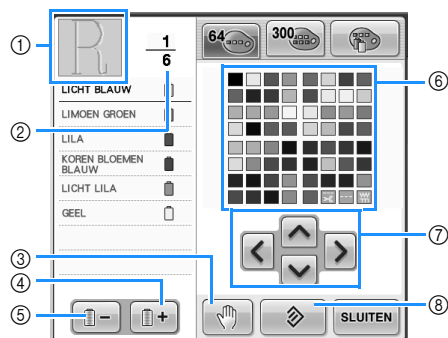 ①
R
1
6
64
300
LICHT BLAUW
②
⑥
LIMOEN GROEN
LILA
KOREN BLOEMEN
BLAUW
LICHT LILA
GEEL
③
⑦
④
⑤
− + SLUITEN
⑧